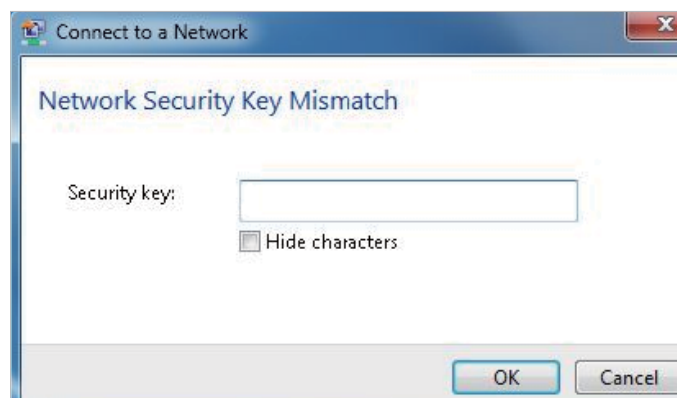 Connect to a Network
Network Security Key Mismatch
Security key:
Hide characters
OK Cancel